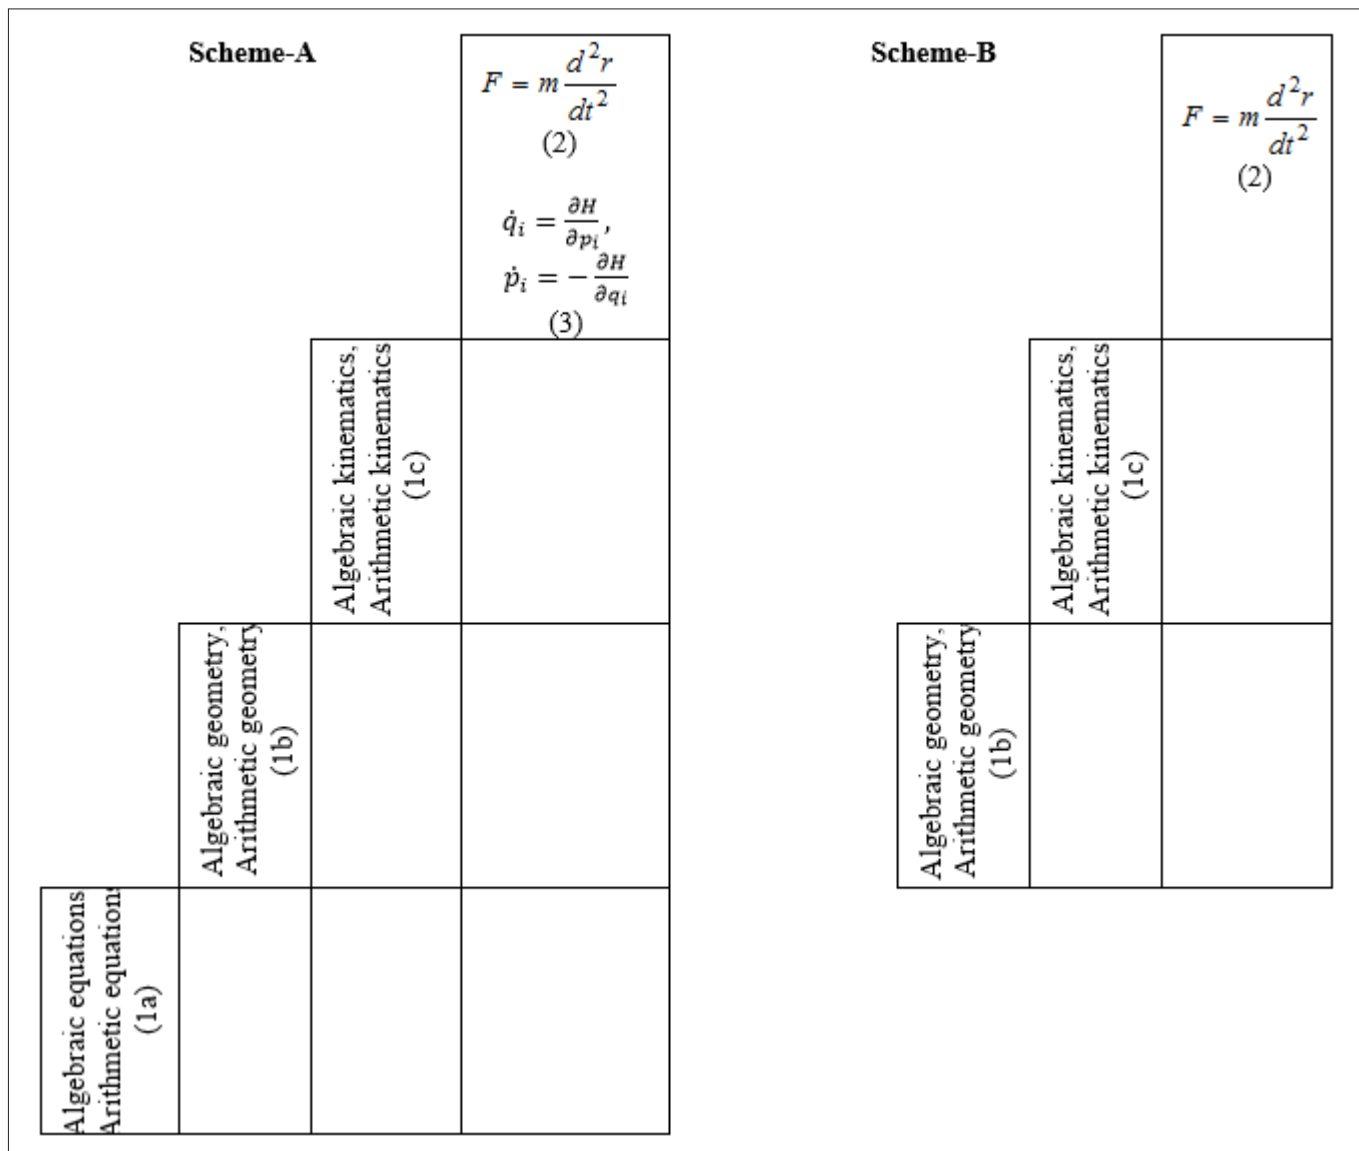 Scheme-A
F = m d²r/dt²
(2)
q̇ᵢ = ∂H/∂pᵢ,
ṗᵢ = −∂H/∂qᵢ
(3)
Algebraic kinematics,
Arithmetic kinematics
(1c)
Algebraic geometry,
Arithmetic geometry
(1b)
Algebraic equations
Arithmetic equations
(1a)
Scheme-B
F = m d²r/dt²
(2)
Algebraic kinematics,
Arithmetic kinematics
(1c)
Algebraic geometry,
Arithmetic geometry
(1b)